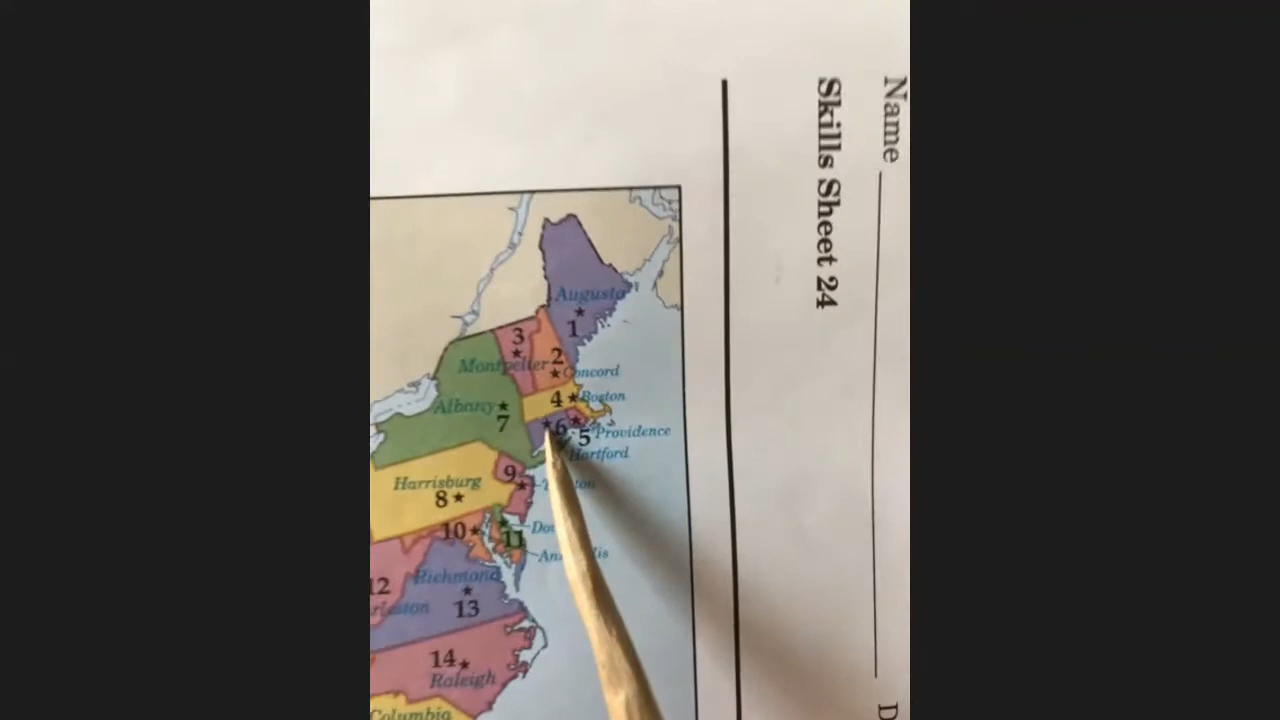 Name
Skills Sheet 24
Augusta
1
3
2
Montpelier
Concord
4
Boston
Albany
7
6
5
Providence
Hartford
9
Harrisburg
8
10
11
12
Richmond
13
14
Raleigh
Columbia